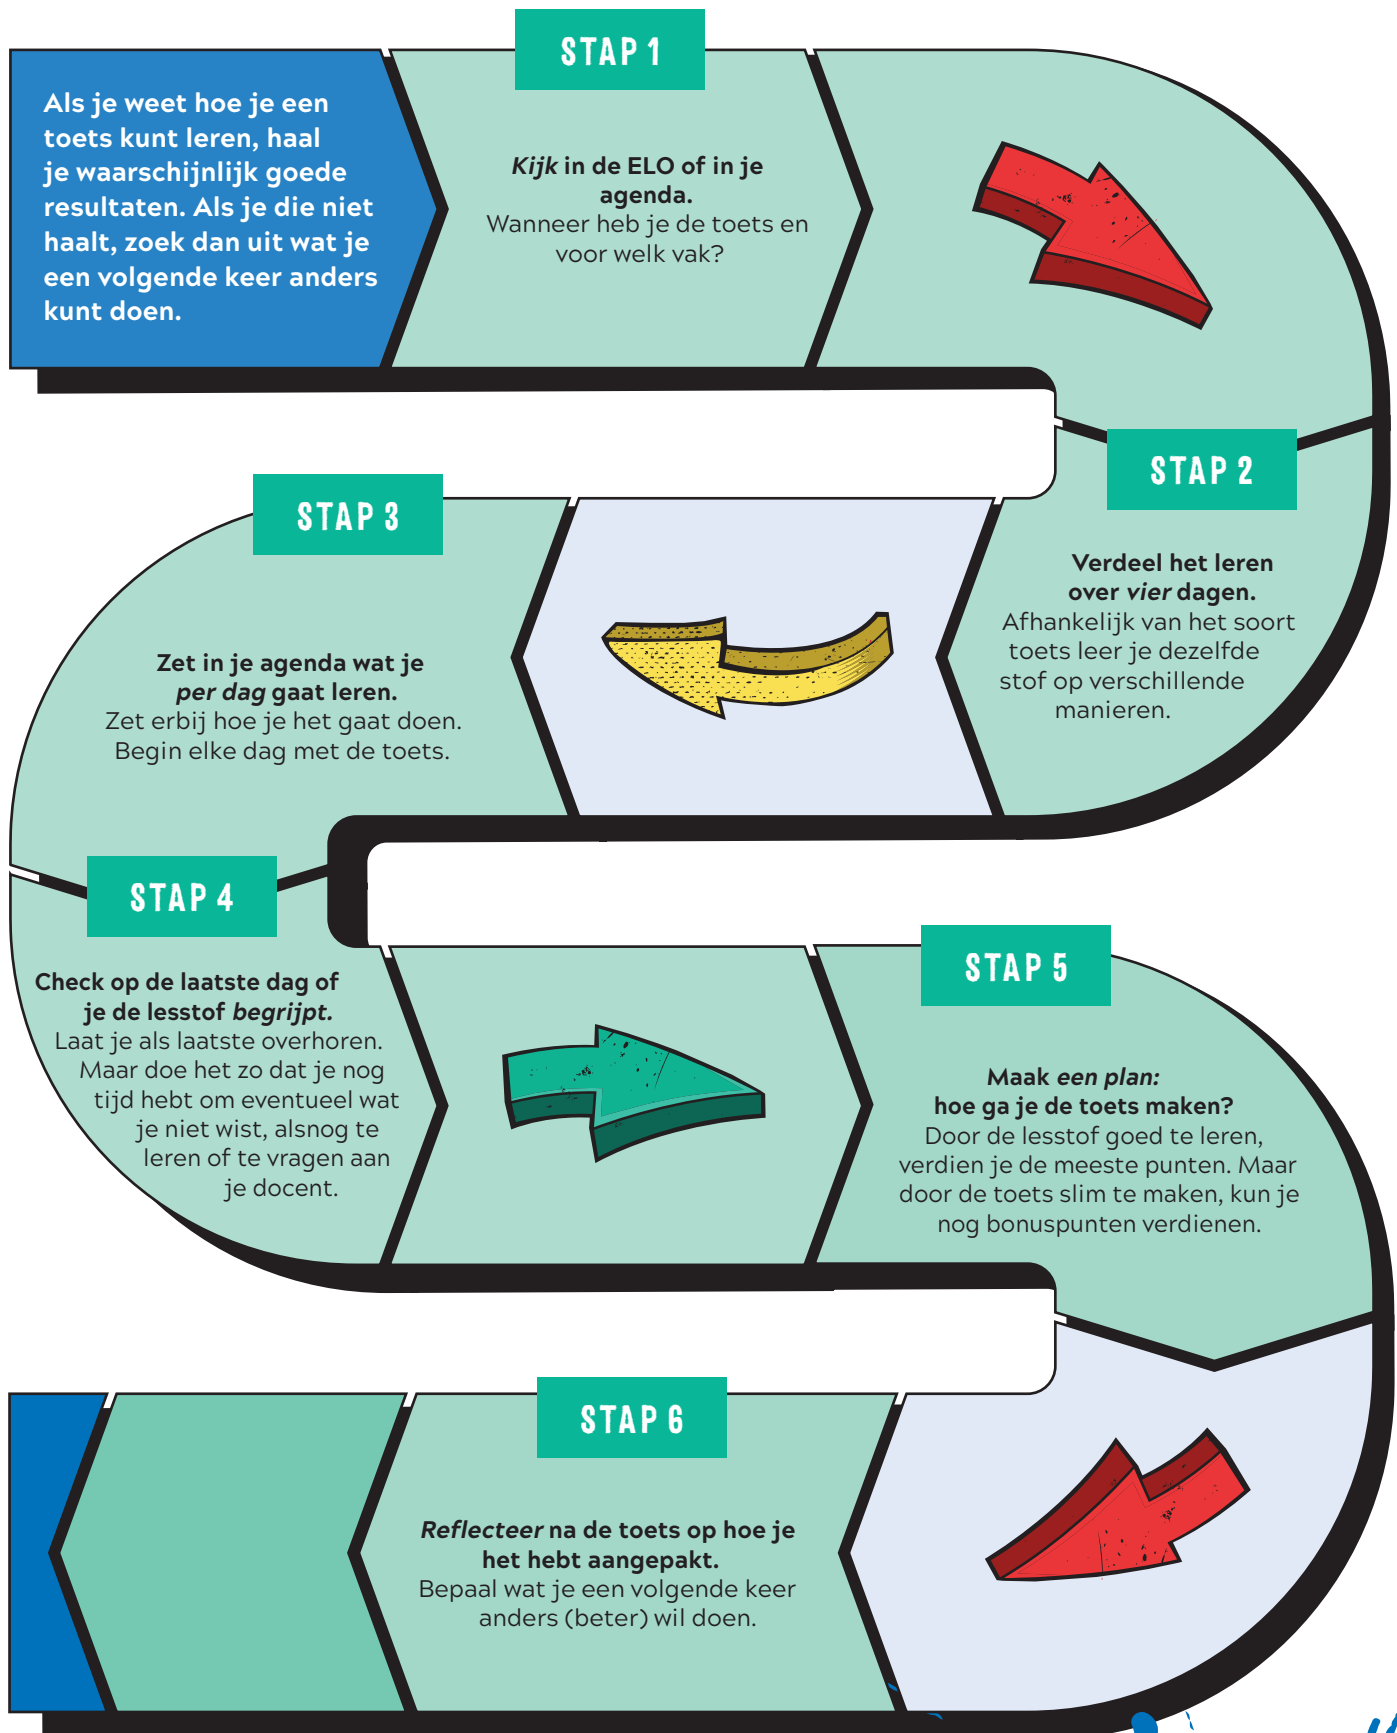 Als je weet hoe je een
toets kunt leren, haal
je waarschijnlijk goede
resultaten. Als je die niet
haalt, zoek dan uit wat je
een volgende keer anders
kunt doen.
STAP 1
Kijk in de ELO of in je
agenda.
Wanneer heb je de toets en
voor welk vak?
STAP 2
Verdeel het leren
over vier dagen.
Afhankelijk van het soort
toets leer je dezelfde
stof op verschillende
manieren.
STAP 3
Zet in je agenda wat je
per dag gaat leren.
Zet erbij hoe je het gaat doen.
Begin elke dag met de toets.
STAP 4
Check op de laatste dag of
je de lesstof begrijpt.
Laat je als laatste overhoren.
Maar doe het zo dat je nog
tijd hebt om eventueel wat
je niet wist, alsnog te
leren of te vragen aan
je docent.
STAP 5
Maak een plan:
hoe ga je de toets maken?
Door de lesstof goed te leren,
verdien je de meeste punten. Maar
door de toets slim te maken, kun je
nog bonuspunten verdienen.
STAP 6
Reflecteer na de toets op hoe je
het hebt aangepakt.
Bepaal wat je een volgende keer
anders (beter) wil doen.